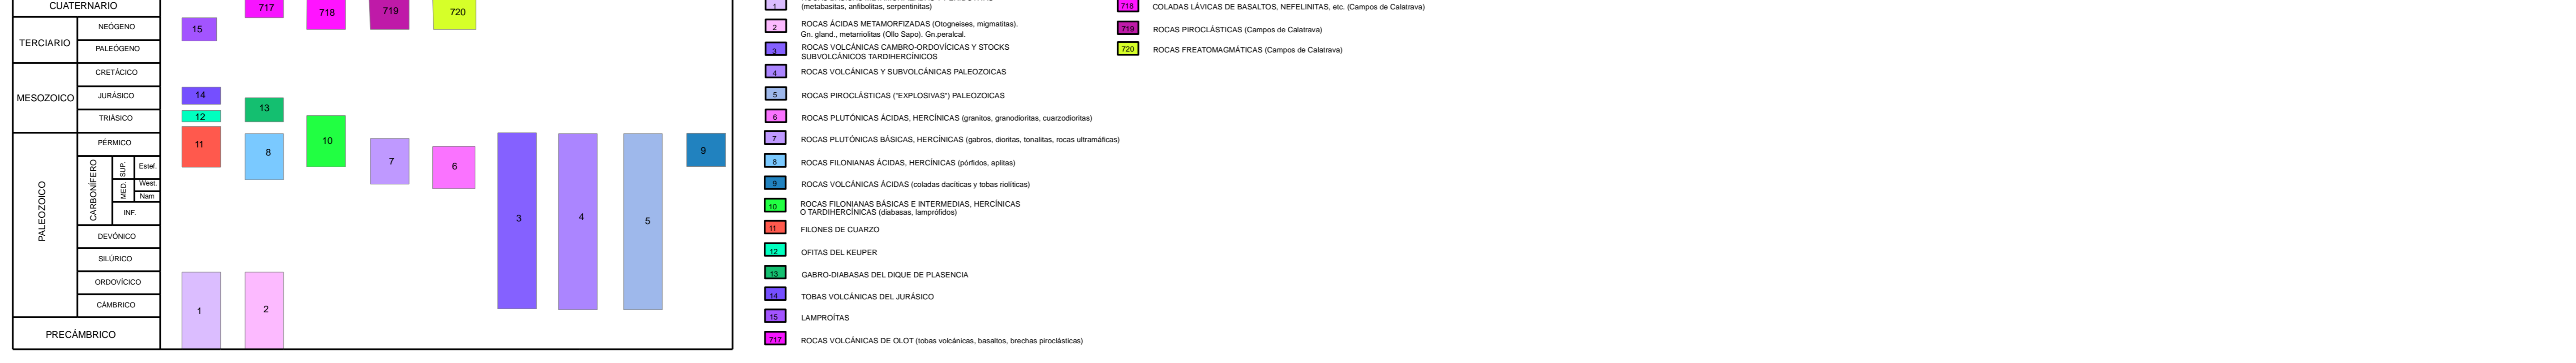 CUATERNARIO
TERCIARIO
NEÓGENO
PALEÓGENO
MESOZOICO
CRETÁCICO
JURÁSICO
TRIÁSICO
PALEOZOICO
PÉRMICO
CARBONÍFERO
SUP.
Estef.
MED.
West.
Nam
INF.
DEVÓNICO
SILÚRICO
ORDOVÍCICO
CÁMBRICO
PRECÁMBRICO
717
718
719
720
15
14
13
12
11
8
10
7
6
3
4
5
9
1
2
1
(metabasitas, anfibolitas, serpentinitas)
2 ROCAS ÁCIDAS METAMORFIZADAS (Otogneises, migmatitas).
Gn. gland., metarriolitas (Ollo Sapo). Gn.peralcal.
3 ROCAS VOLCÁNICAS CAMBRO-ORDOVÍCICAS Y STOCKS
SUBVOLCÁNICOS TARDIHERCÍNICOS
4 ROCAS VOLCÁNICAS Y SUBVOLCÁNICAS PALEOZOICAS
5 ROCAS PIROCLÁSTICAS ("EXPLOSIVAS") PALEOZOICAS
6 ROCAS PLUTÓNICAS ÁCIDAS, HERCÍNICAS (granitos, granodioritas, cuarzodioritas)
7 ROCAS PLUTÓNICAS BÁSICAS, HERCÍNICAS (gabros, dioritas, tonalitas, rocas ultramáficas)
8 ROCAS FILONIANAS ÁCIDAS, HERCÍNICAS (pórfidos, aplitas)
9 ROCAS VOLCÁNICAS ÁCIDAS (coladas dacíticas y tobas riolíticas)
10 ROCAS FILONIANAS BÁSICAS E INTERMEDIAS, HERCÍNICAS
O TARDIHERCÍNICAS (diabasas, lamprófidos)
11 FILONES DE CUARZO
12 OFITAS DEL KEUPER
13 GABRO-DIABASAS DEL DIQUE DE PLASENCIA
14 TOBAS VOLCÁNICAS DEL JURÁSICO
15 LAMPROÍTAS
717 ROCAS VOLCÁNICAS DE OLOT (tobas volcánicas, basaltos, brechas piroclásticas)
718 COLADAS LÁVICAS DE BASALTOS, NEFELINITAS, etc. (Campos de Calatrava)
719 ROCAS PIROCLÁSTICAS (Campos de Calatrava)
720 ROCAS FREATOMAGMÁTICAS (Campos de Calatrava)